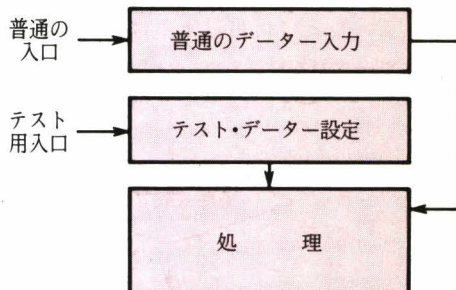 普通の
入口
普通のデーター入力
テスト
用入口
テスト・データー設定
処　理